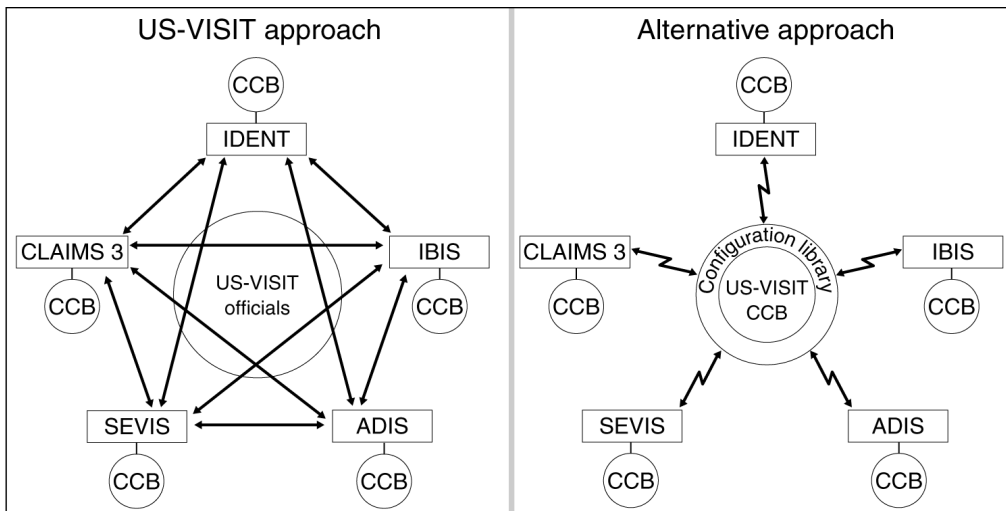 US-VISIT approach
CCB
IDENT
CLAIMS 3
IBIS
CCB
CCB
US-VISIT
officials
SEVIS
ADIS
CCB
CCB
Alternative approach
CCB
IDENT
CLAIMS 3
IBIS
CCB
CCB
Configuration library
US-VISIT
CCB
SEVIS
ADIS
CCB
CCB